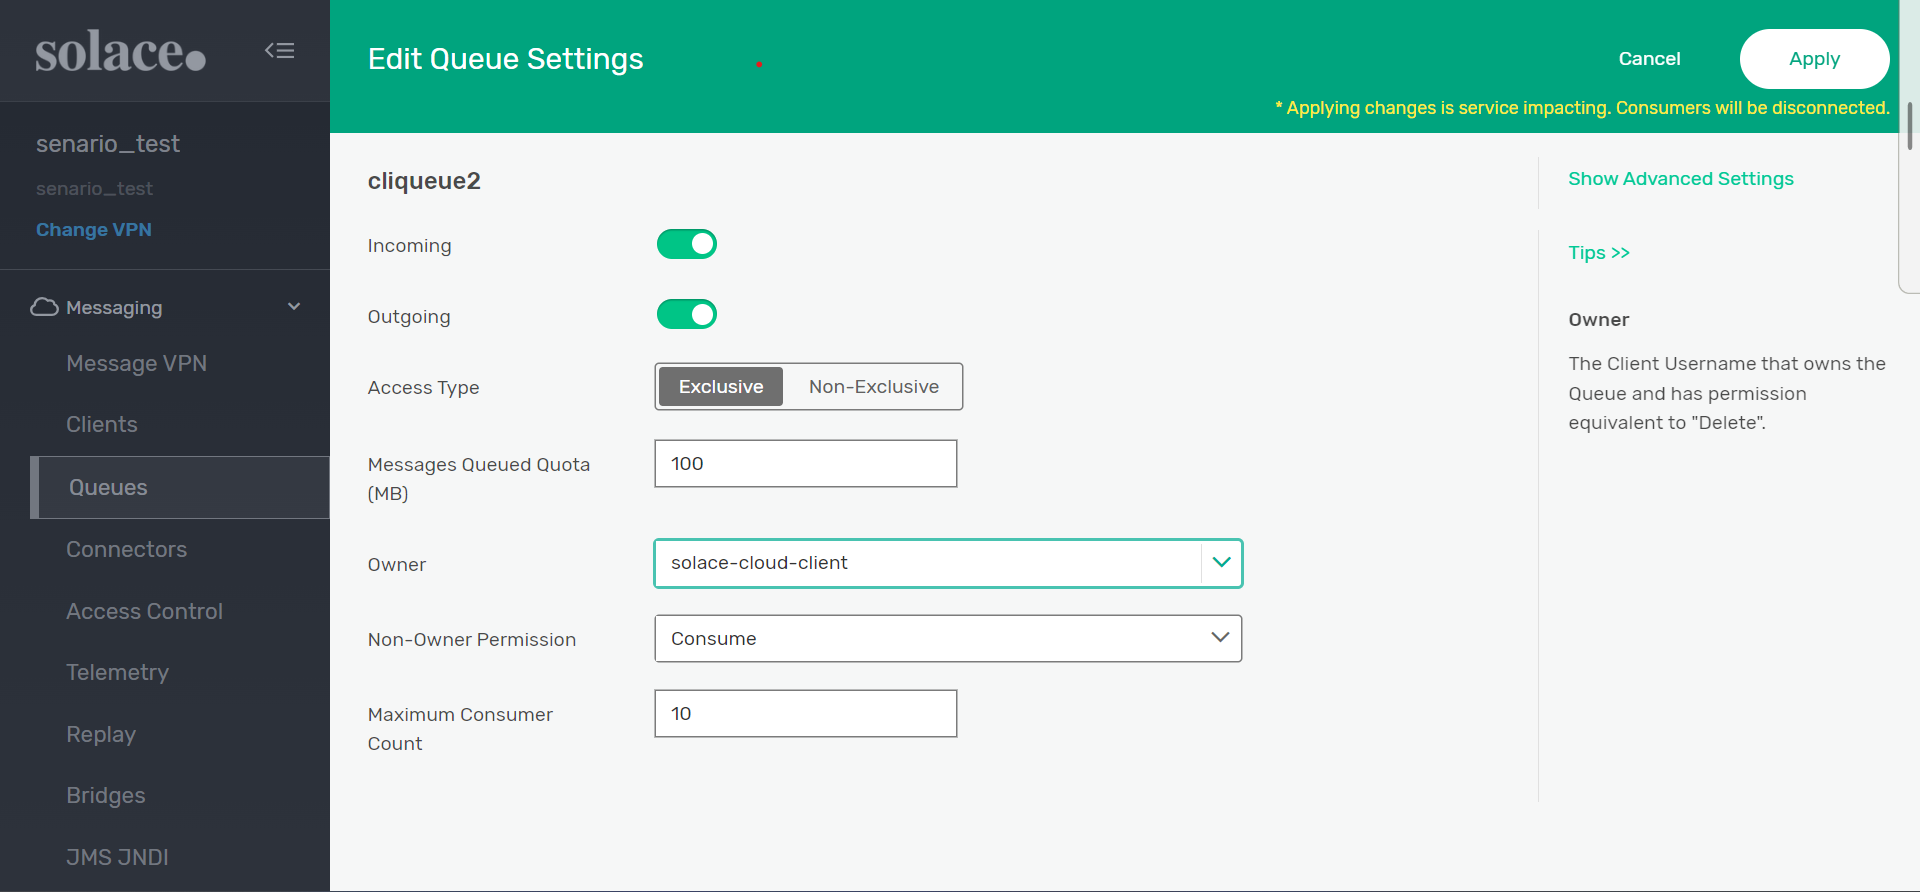 solace
senario_test
senario_test
Change VPN
Messaging
Message VPN
Clients
Queues
Connectors
Access Control
Telemetry
Replay
Bridges
JMS JNDI
Edit Queue Settings
Cancel
Apply
* Applying changes is service impacting. Consumers will be disconnected.
cliqueue2
Incoming
Outgoing
Access Type
Exclusive
Non-Exclusive
Messages Queued Quota
(MB)
100
Owner
solace-cloud-client
Non-Owner Permission
Consume
Maximum Consumer
Count
10
Show Advanced Settings
Tips >>
Owner
The Client Username that owns the
Queue and has permission
equivalent to "Delete".